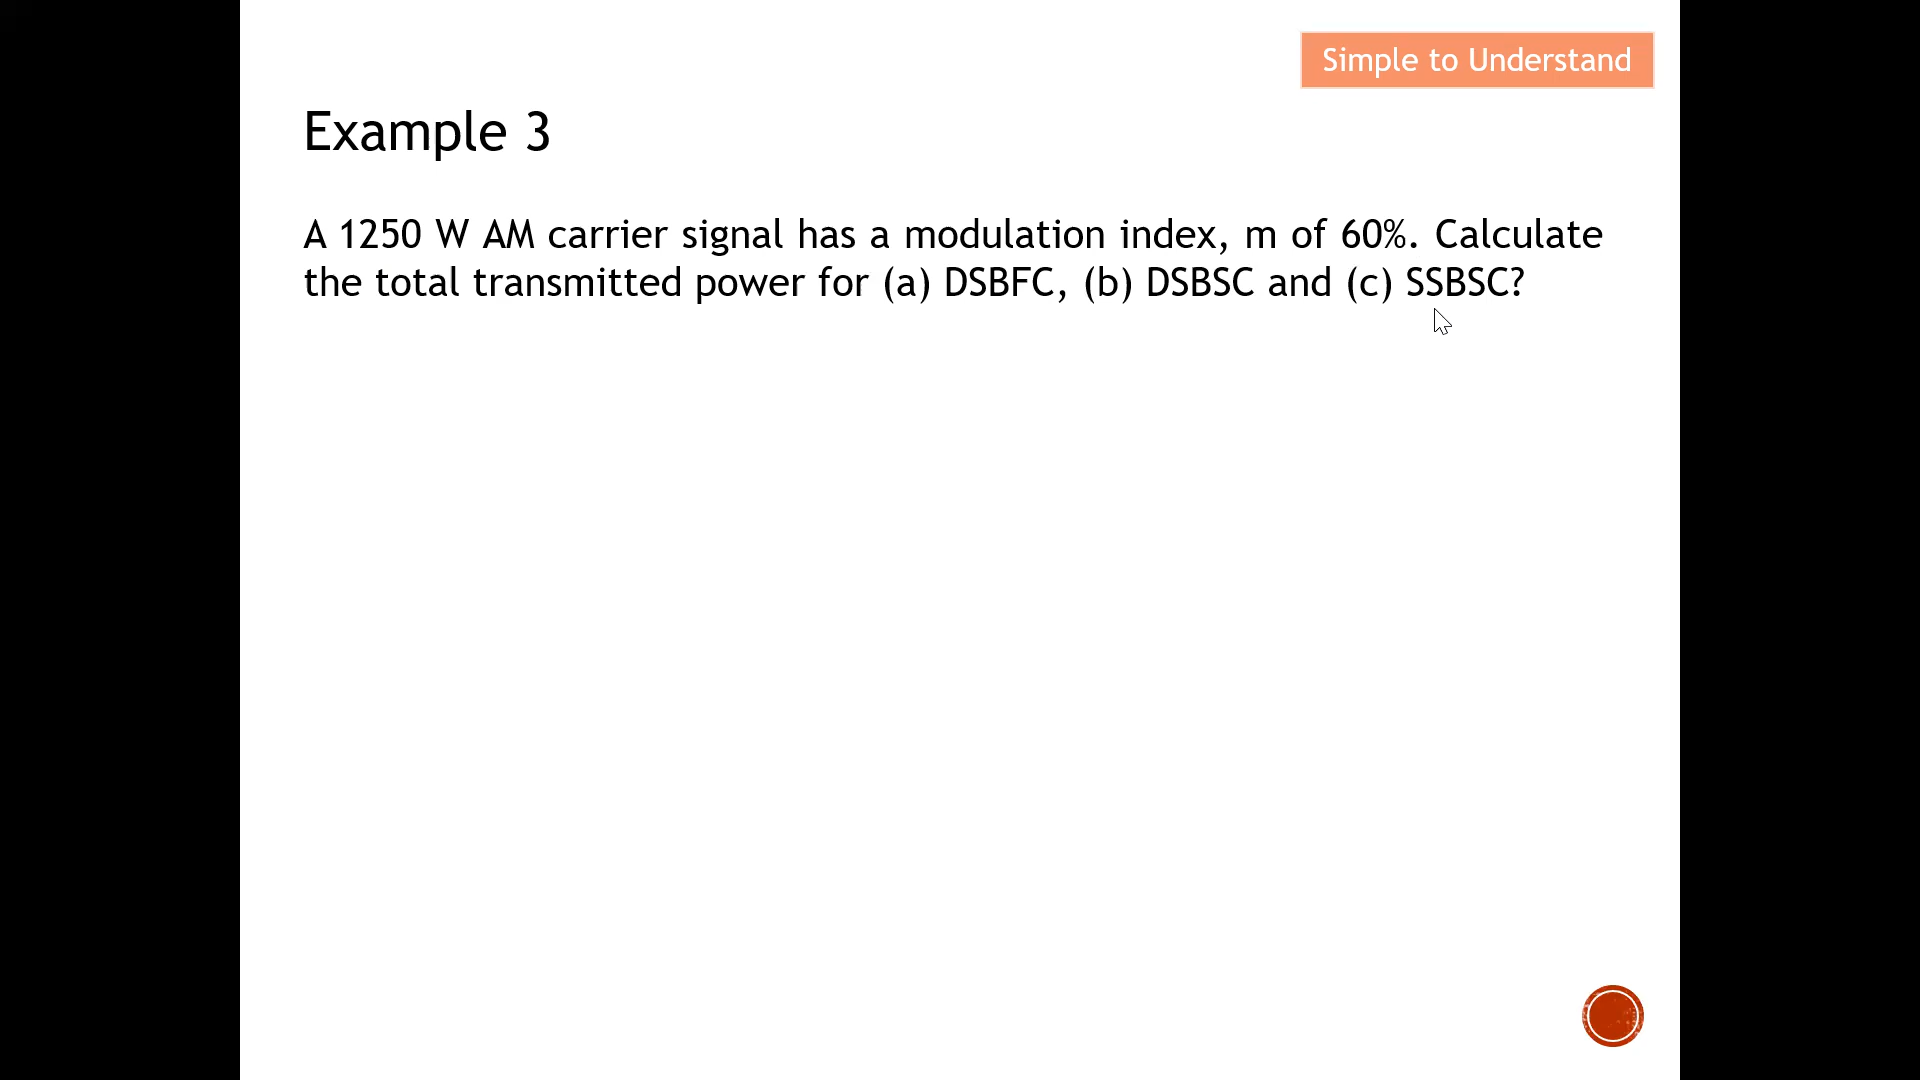 Simple to Understand
Example 3
A 1250 W AM carrier signal has a modulation index, m of 60%. Calculate
the total transmitted power for (a) DSBFC, (b) DSBSC and (c) SSBSC?